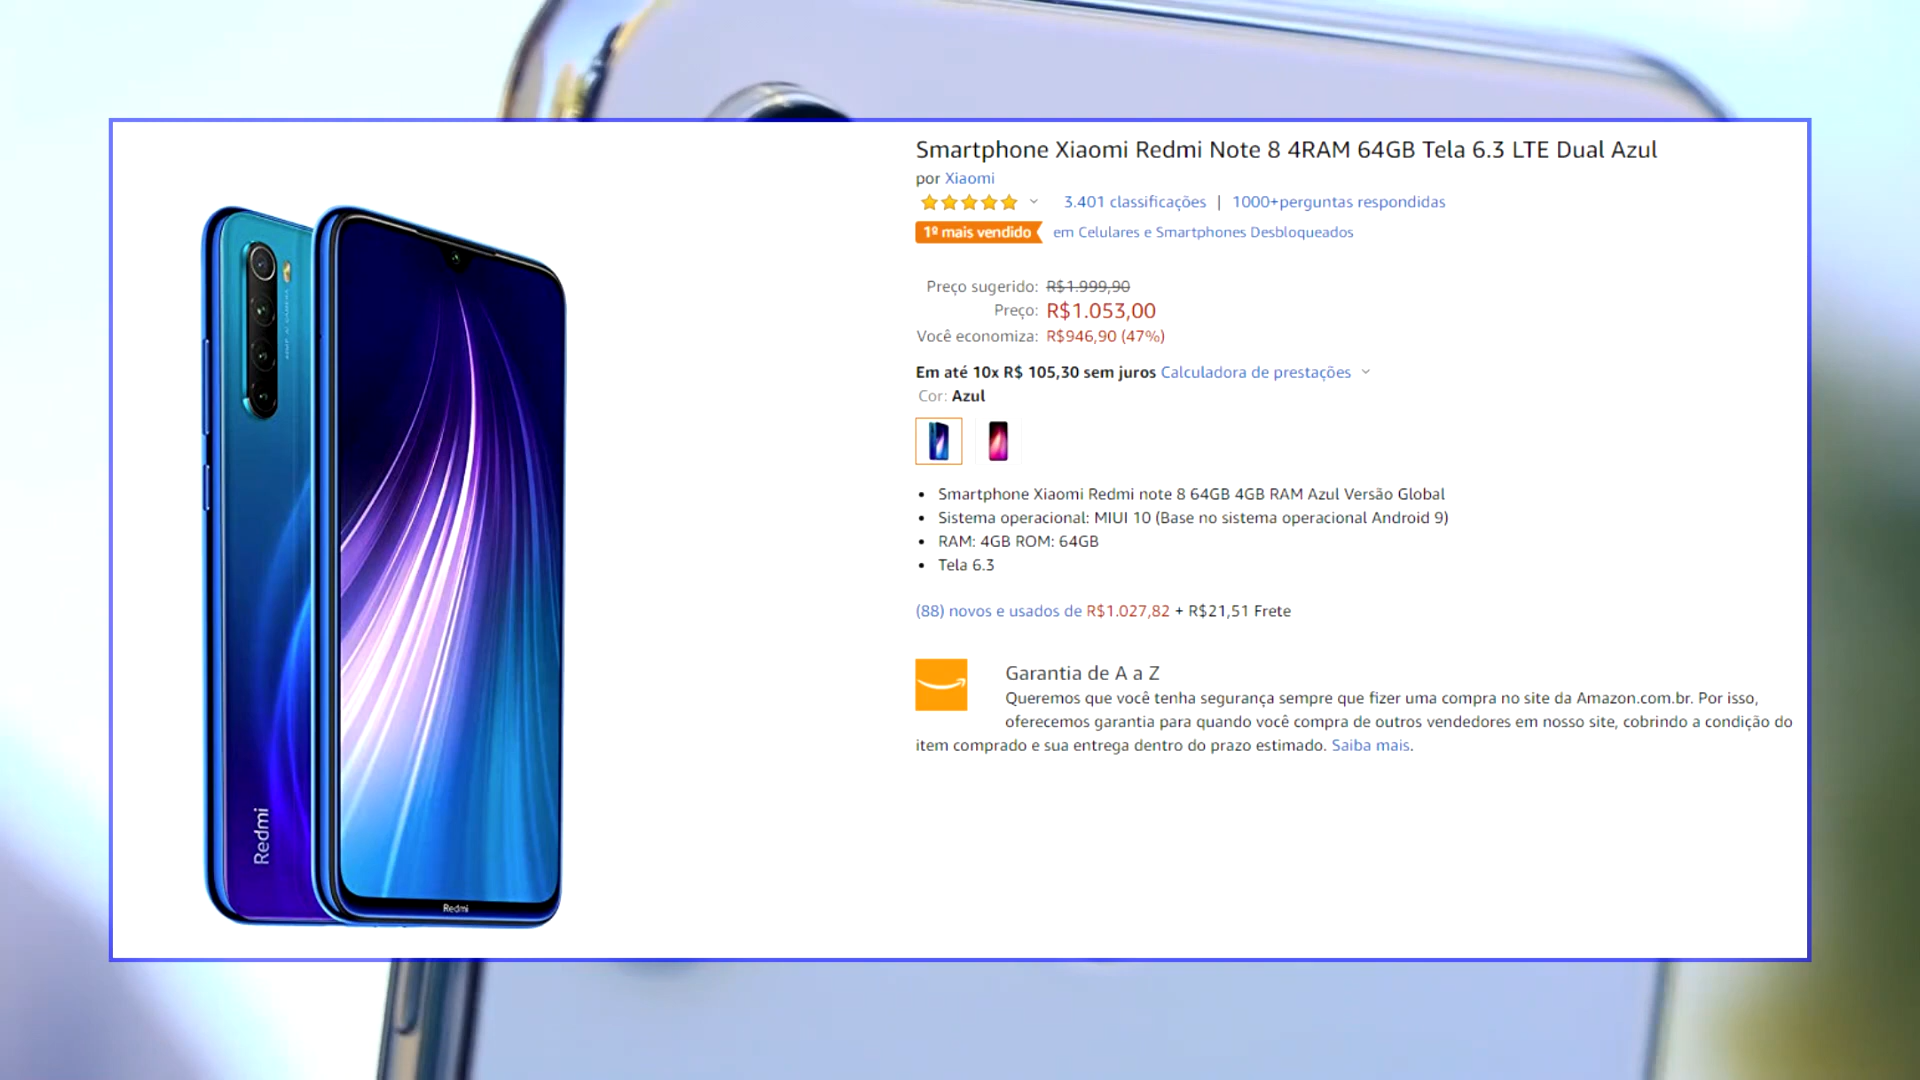 Smartphone Xiaomi Redmi Note 8 4RAM 64GB Tela 6.3 LTE Dual Azul
por Xiaomi
3.401 classificações | 1000+perguntas respondidas
1º mais vendido em Celulares e Smartphones Desbloqueados
Preço sugerido: R$1.999,90
Preço: R$1.053,00
Você economiza: R$946,90 (47%)
Em até 10x R$ 105,30 sem juros Calculadora de prestações
Cor: Azul
Smartphone Xiaomi Redmi note 8 64GB 4GB RAM Azul Versão Global
Sistema operacional: MIUI 10 (Base no sistema operacional Android 9)
RAM: 4GB ROM: 64GB
Tela 6.3
(88) novos e usados de R$1.027,82 + R$21,51 Frete
Garantia de A a Z
Queremos que você tenha segurança sempre que fizer uma compra no site da Amazon.com.br. Por isso,
oferecemos garantia para quando você compra de outros vendedores em nosso site, cobrindo a condição do
item comprado e sua entrega dentro do prazo estimado. Saiba mais.
Redmi
Redmi